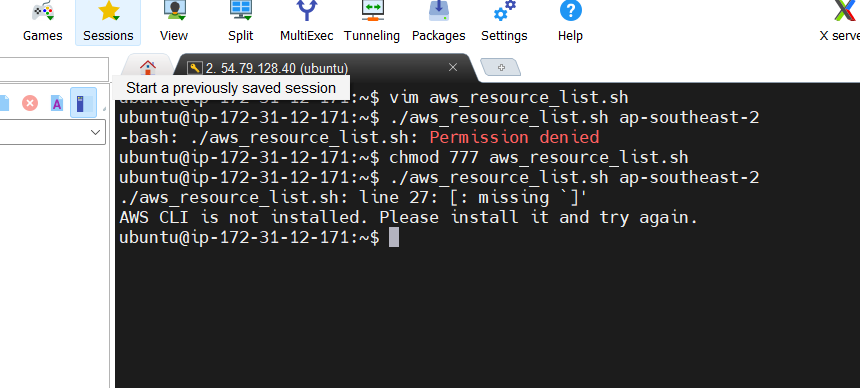 Games Sessions View Split MultiExec Tunneling Packages Settings Help X serve
2. 54.79.128.40 (ubuntu)
Start a previously saved session
ubuntu@ip-172-31-12-171:~$ vim aws_resource_list.sh
ubuntu@ip-172-31-12-171:~$ ./aws_resource_list.sh ap-southeast-2
-bash: ./aws_resource_list.sh: Permission denied
ubuntu@ip-172-31-12-171:~$ chmod 777 aws_resource_list.sh
ubuntu@ip-172-31-12-171:~$ ./aws_resource_list.sh ap-southeast-2
./aws_resource_list.sh: line 27: [: missing `]'
AWS CLI is not installed. Please install it and try again.
ubuntu@ip-172-31-12-171:~$